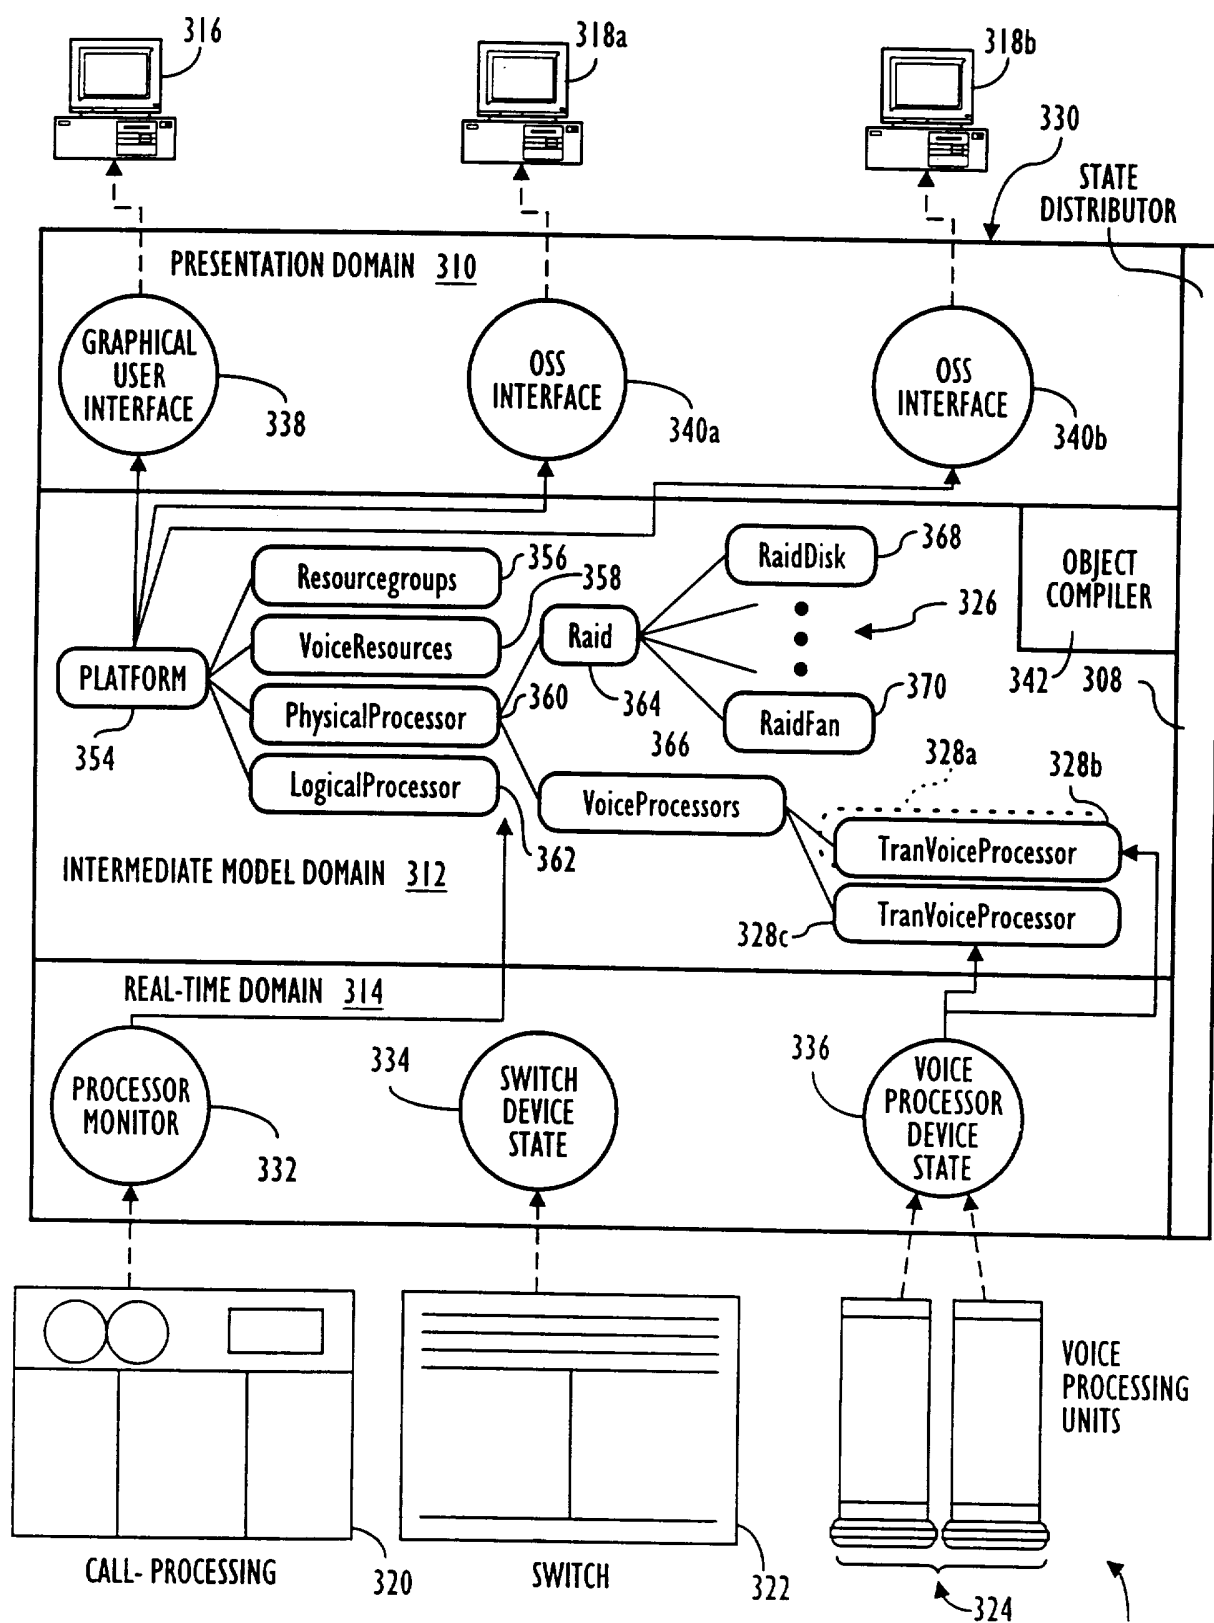 316
318a
318b
330
STATE
DISTRIBUTOR
PRESENTATION DOMAIN 310
GRAPHICAL
USER
INTERFACE
338
OSS
INTERFACE
340a
OSS
INTERFACE
340b
Resourcegroups
356
358
VoiceResources
PLATFORM
354
PhysicalProcessor
360
LogicalProcessor
362
Raid
364
366
RaidDisk
368
326
RaidFan
370
OBJECT
COMPILER
342
308
VoiceProcessors
328a
328b
TranVoiceProcessor
TranVoiceProcessor
328c
INTERMEDIATE MODEL DOMAIN 312
REAL-TIME DOMAIN 314
PROCESSOR
MONITOR
332
334
SWITCH
DEVICE
STATE
336
VOICE
PROCESSOR
DEVICE
STATE
VOICE
PROCESSING
UNITS
CALL- PROCESSING
320
SWITCH
322
324